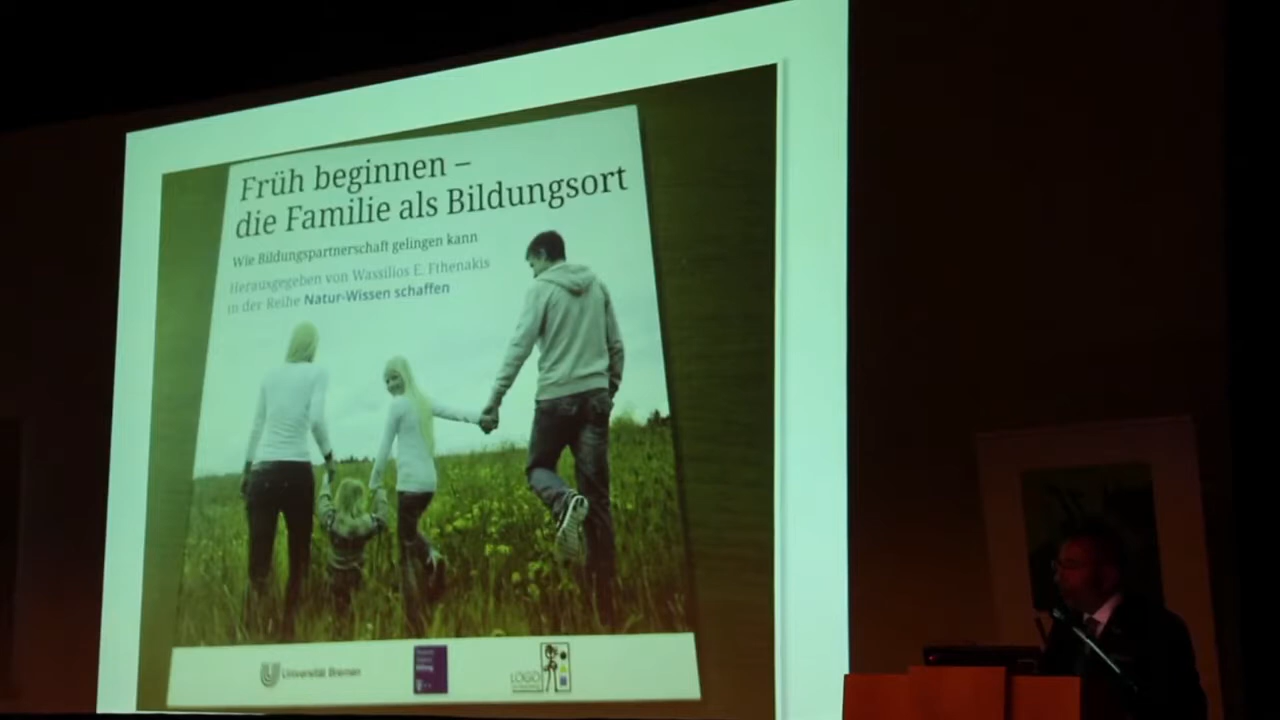 Früh beginnen –
die Familie als Bildungsort
Wie Bildungspartnerschaft gelingen kann
Herausgegeben von Wassilios E. Fthenakis
in der Reihe Natur-Wissen schaffen
Universität Bremen
LOGO